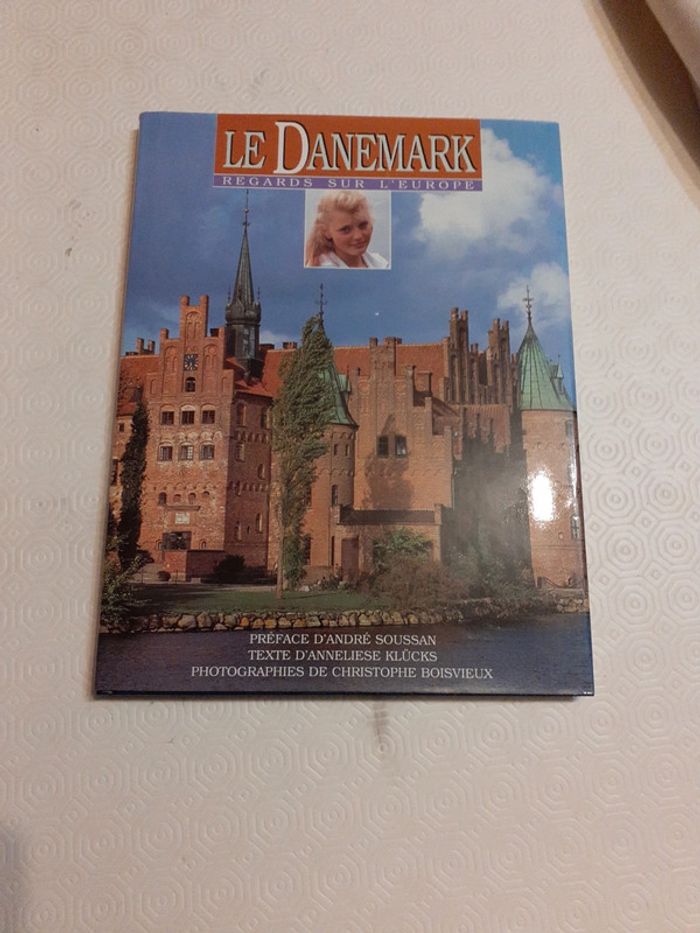 LE DANEMARK
REGARDS SUR L'EUROPE
PRÉFACE D'ANDRÉ SOUSSAN
TEXTE D'ANNELIESE KLÜCKS
PHOTOGRAPHIES DE CHRISTOPHE BOISVIEUX